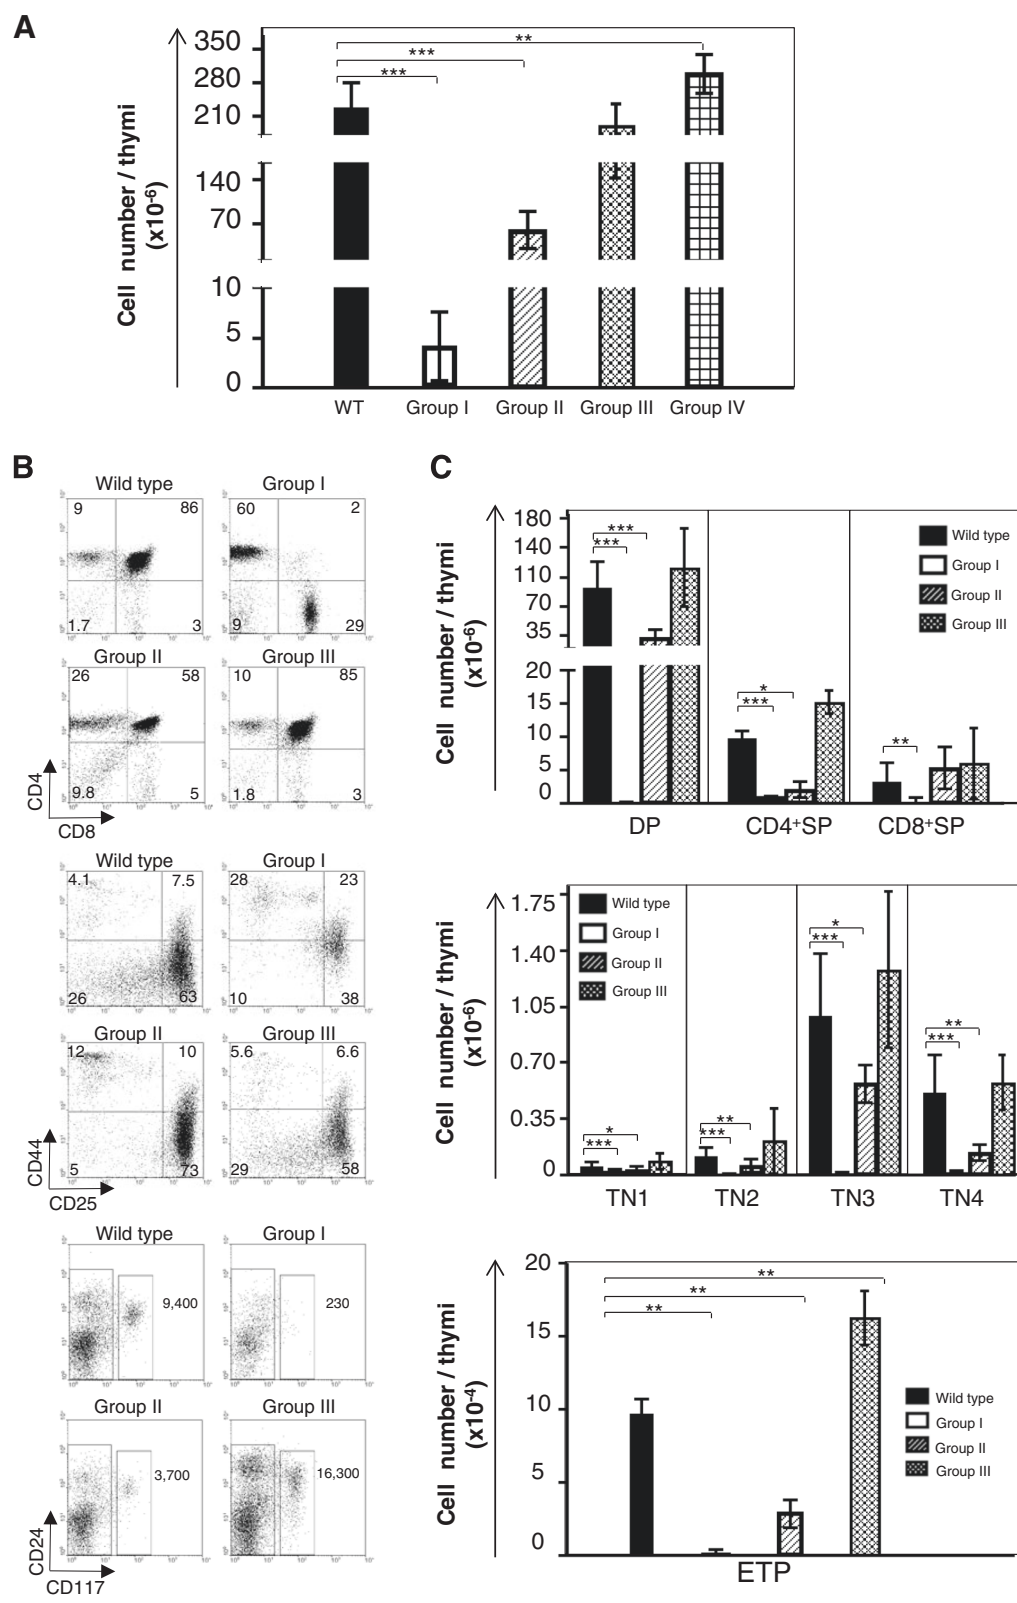 A
Cell number / thymi
(x10-6)
350
280
210
140
70
10
5
0
**
***
***
WT
Group I
Group II
Group III
Group IV
B
Wild type
Group I
9
86
60
2
1.7
3
9
29
Group II
Group III
26
58
10
85
9.8
5
1.8
3
CD4
CD8
Wild type
Group I
4.1
7.5
28
23
26
63
10
38
Group II
Group III
12
10
5.6
6.6
5
73
29
58
CD44
CD25
Wild type
Group I
9,400
230
Group II
Group III
3,700
16,300
CD24
CD117
C
Cell number / thymi
(x10-6)
180
140
110
70
35
20
15
10
5
0
***
***
*
***
**
Wild type
Group I
Group II
Group III
DP
CD4+SP
CD8+SP
Cell number / thymi
(x10-6)
1.75
1.40
1.05
0.70
0.35
0
Wild type
Group I
Group II
Group III
*
***
**
***
*
***
**
***
TN1
TN2
TN3
TN4
Cell number / thymi
(x10-4)
20
15
10
5
0
**
**
**
Wild type
Group I
Group II
Group III
ETP